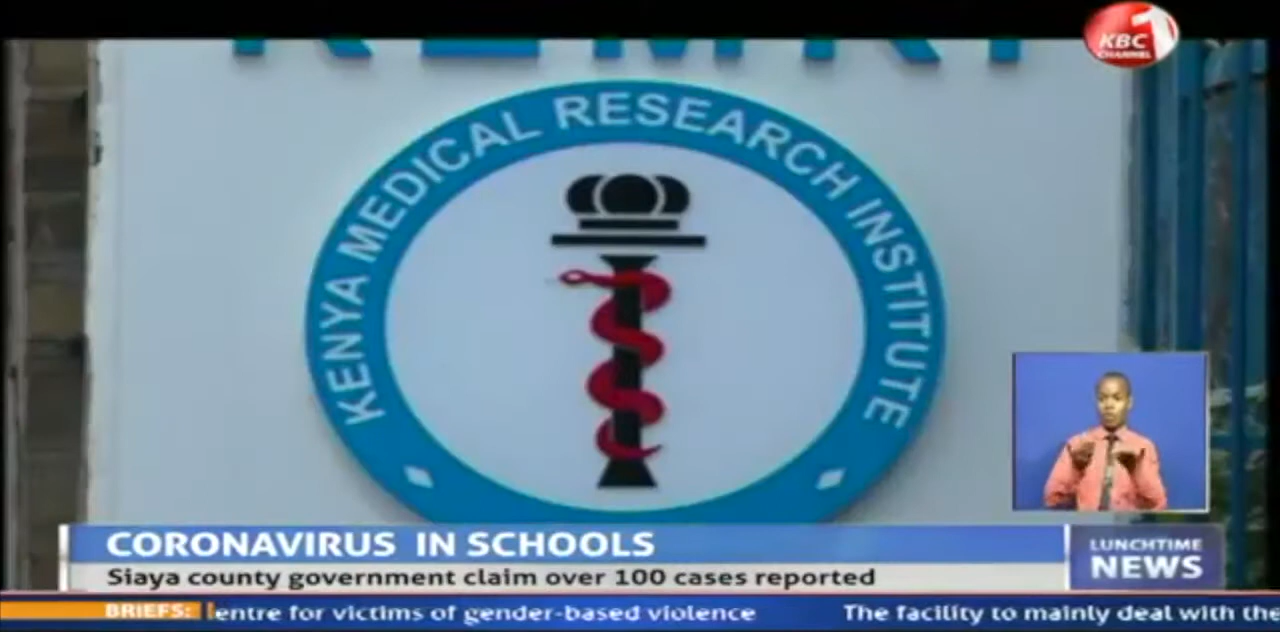 KEMRI
KBC 1
CHANNEL
KENYA MEDICAL RESEARCH INSTITUTE
CORONAVIRUS IN SCHOOLS
Siaya county government claim over 100 cases reported
LUNCHTIME
NEWS
BRIEFS: entre for victims of gender-based violence The facility to mainly deal with the